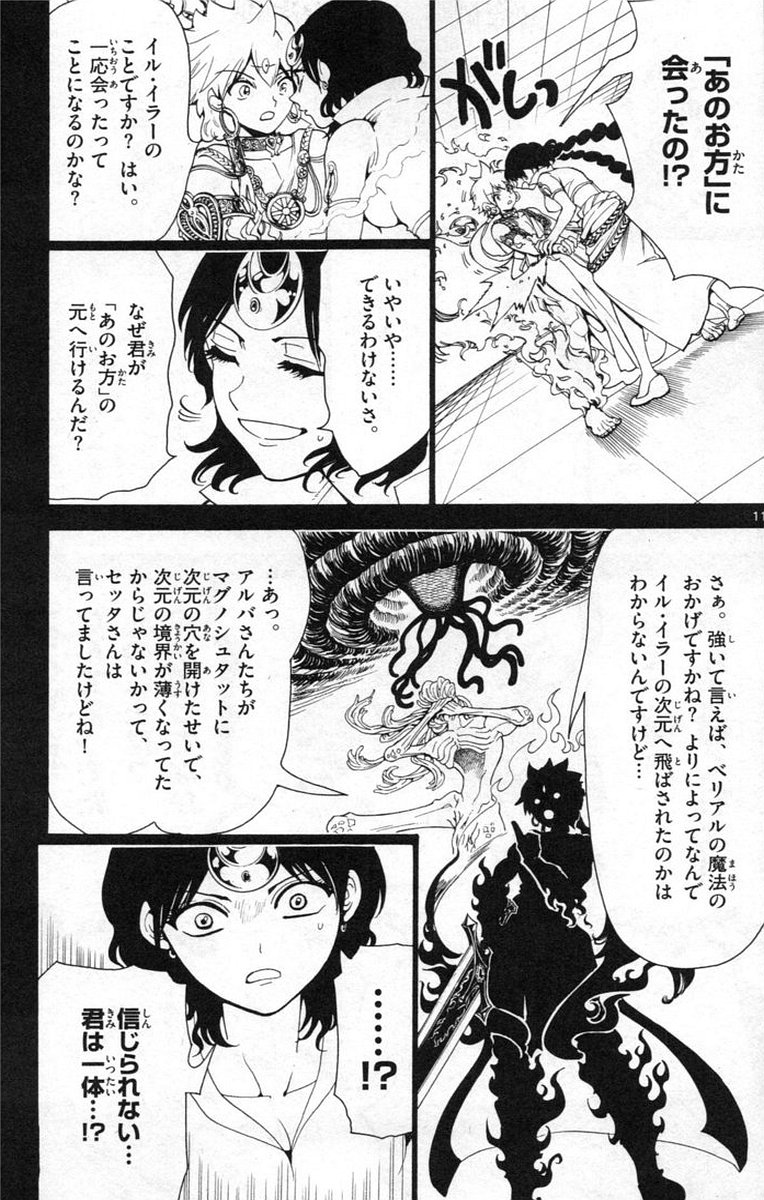 「あのお方」に
会ったの!?
がしっ
イル・イラーの
ことですか? はい。
一応会ったって
ことになるのかな?
いやいや……
できるわけないさ。
なぜ君が
「あのお方」の
元へ行けるんだ?
11
さぁ。強いて言えば、ベリアルの魔法の
おかげですかね? よりによってなんで
イル・イラーの次元へ飛ばされたのかは
わからないんですけど…
…あっ。
アルバさんたちが
マグノシュタットに
次元の穴を開けたせいで、
次元の境界が薄くなってた
からじゃないかって、
セッタさんは
言ってましたけどね!
………!?
信じられない…
君は一体…!?